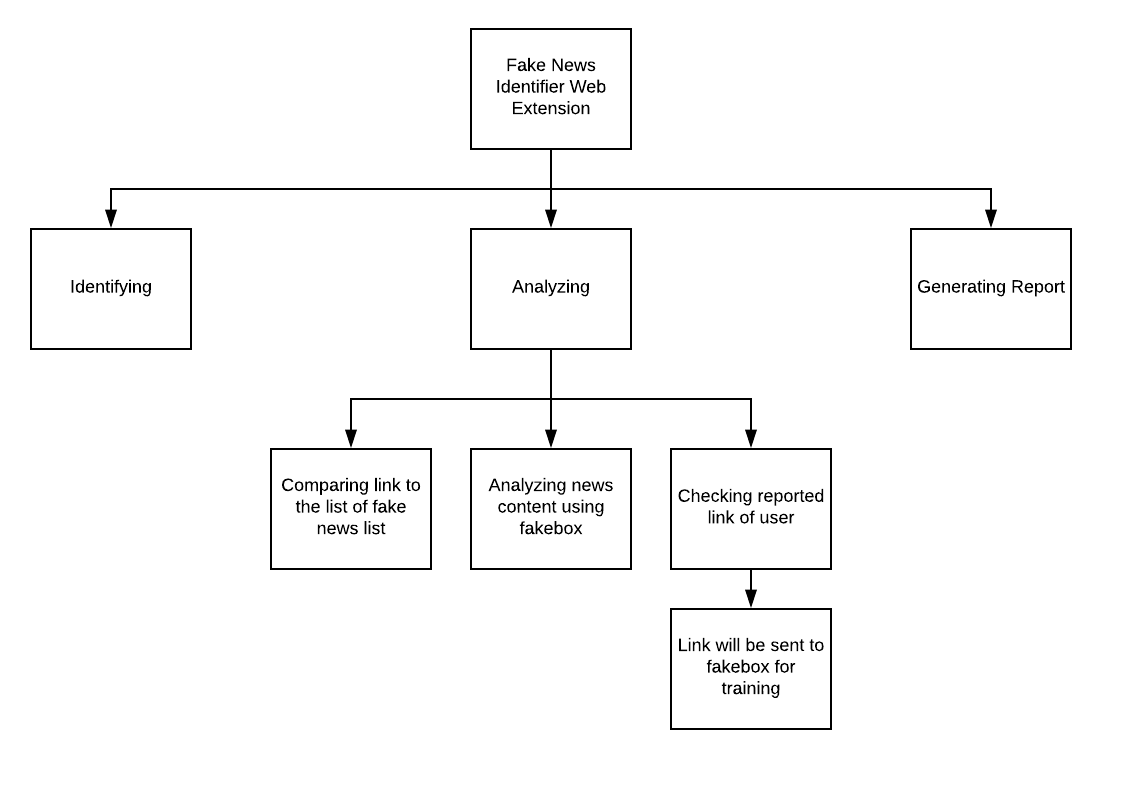 Fake News
Identifier Web
Extension
Identifying
Analyzing
Generating Report
Comparing link to
the list of fake
news list
Analyzing news
content using
fakebox
Checking reported
link of user
Link will be sent to
fakebox for
training